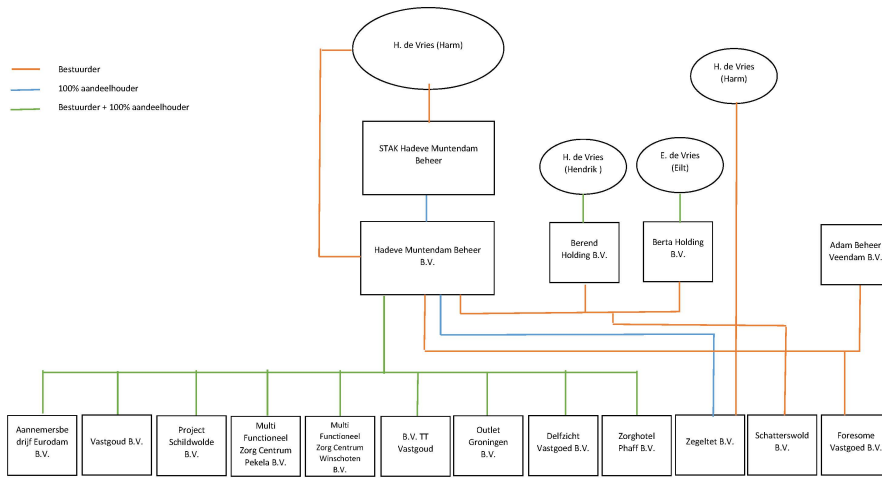 H. de Vries (Harm)
H. de Vries
(Harm)
Bestuurder
100% aandeelhouder
Bestuurder + 100% aandeelhouder
STAK Hadeve Muntendam
Beheer
H. de Vries
(Hendrik )
E. de Vries
(Eilt)
Hadeve Muntendam Beheer
B.V.
Berend
Holding B.V.
Berta Holding
B.V.
Adam Beheer
Veendam B.V.
Aannemersbe
drijf Eurodam
B.V.
Vastgoud B.V.
Project
Schildwolde
B.V.
Multi
Functioneel
Zorg Centrum
Pekela B.V.
Multi
Functioneel
Zorg Centrum
Winschoten
B.V.
B.V. TT
Vastgoud
Outlet
Groningen
B.V.
Delfzicht
Vastgoed B.V.
Zorghotel
Phaff B.V.
Zegeltet B.V.
Schatterswold
B.V.
Foresome
Vastgoed B.V.